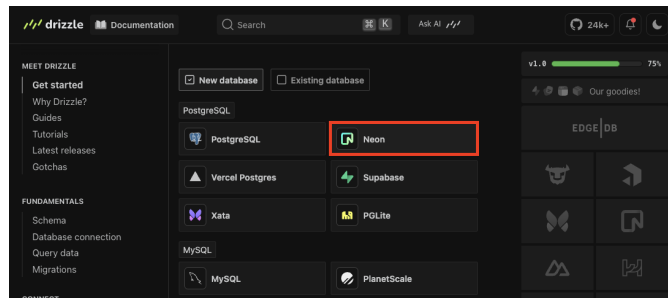 drizzle Documentation Search ⌘ K Ask AI 24k+
MEET DRIZZLE
Get started
Why Drizzle?
Guides
Tutorials
Latest releases
Gotchas
FUNDAMENTALS
Schema
Database connection
Query data
Migrations
CONNECT
New database Existing database
PostgreSQL
PostgreSQL Neon
Vercel Postgres Supabase
Xata PGLite
MySQL
MySQL PlanetScale
v1.0 75%
Our goodies!
EDGE DB